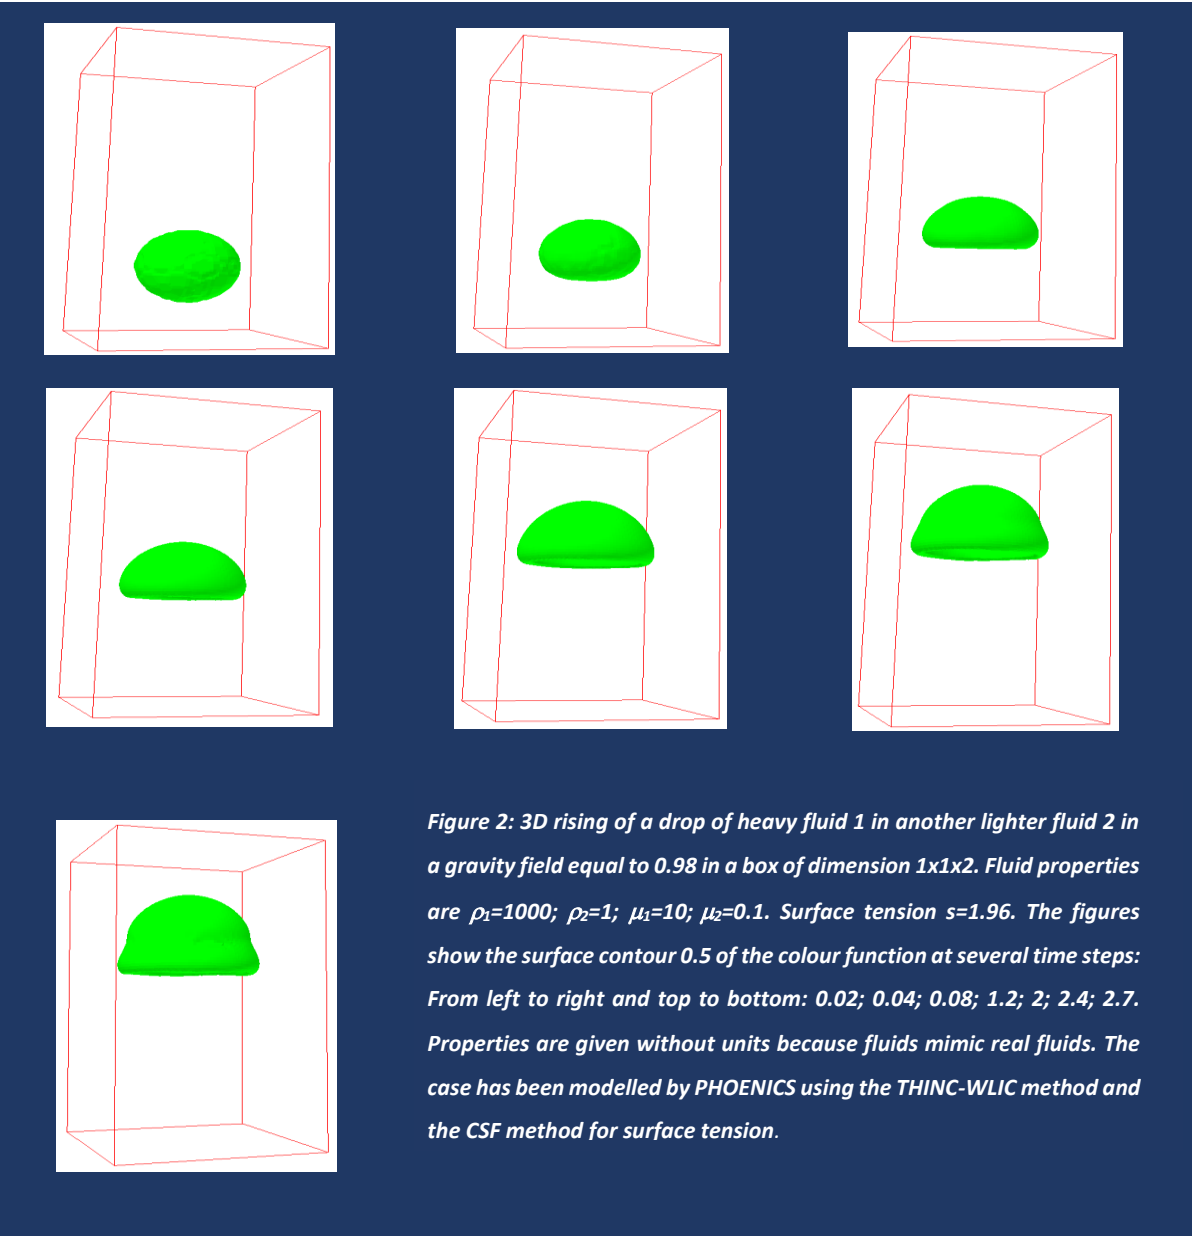 Figure 2: 3D rising of a drop of heavy fluid 1 in another lighter fluid 2 in
a gravity field equal to 0.98 in a box of dimension 1x1x2. Fluid properties
are ρ₁=1000; ρ₂=1; μ₁=10; μ₂=0.1. Surface tension s=1.96. The figures
show the surface contour 0.5 of the colour function at several time steps:
From left to right and top to bottom: 0.02; 0.04; 0.08; 1.2; 2; 2.4; 2.7.
Properties are given without units because fluids mimic real fluids. The
case has been modelled by PHOENICS using the THINC-WLIC method and
the CSF method for surface tension.